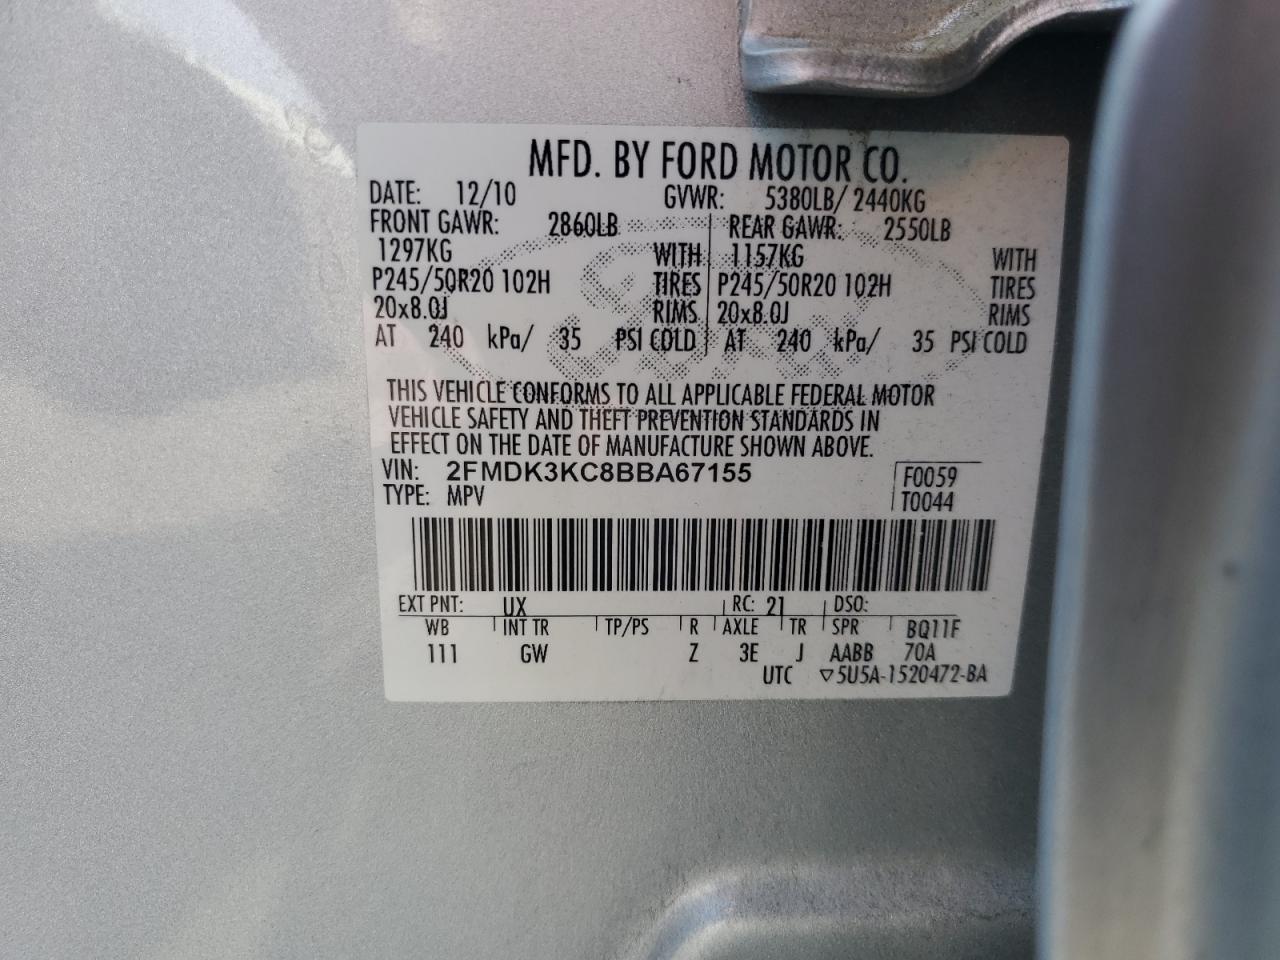 MFD. BY FORD MOTOR CO.
DATE: 12/10 GVWR: 5380LB/ 2440KG
FRONT GAWR: 2860LB REAR GAWR: 2550LB
1297KG WITH 1157KG WITH
P245/50R20 102H TIRES P245/50R20 102H TIRES
20x8.0J RIMS 20x8.0J RIMS
AT 240 kPa/ 35 PSI COLD AT 240 kPa/ 35 PSI COLD
THIS VEHICLE CONFORMS TO ALL APPLICABLE FEDERAL MOTOR
VEHICLE SAFETY AND THEFT PREVENTION STANDARDS IN
EFFECT ON THE DATE OF MANUFACTURE SHOWN ABOVE.
VIN: 2FMDK3KC8BBA67155 F0059
TYPE: MPV T0044
EXT PNT: UX RC: 21 DSO:
WB INT TR TP/PS R AXLE TR SPR BQ11F
111 GW Z 3E J AABB 70A
UTC ▽5U5A-1520472-BA